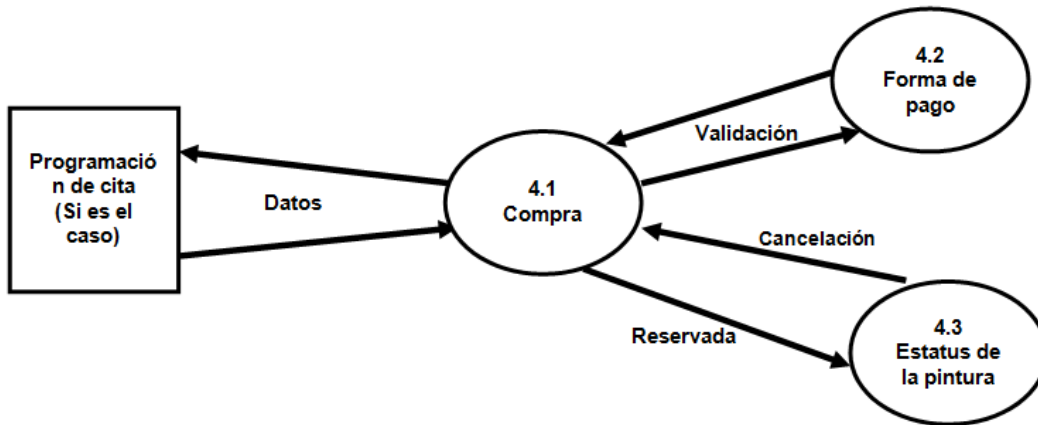 Programació
n de cita
(Si es el
caso)
Datos
4.1
Compra
Validación
4.2
Forma de
pago
Cancelación
Reservada
4.3
Estatus de
la pintura